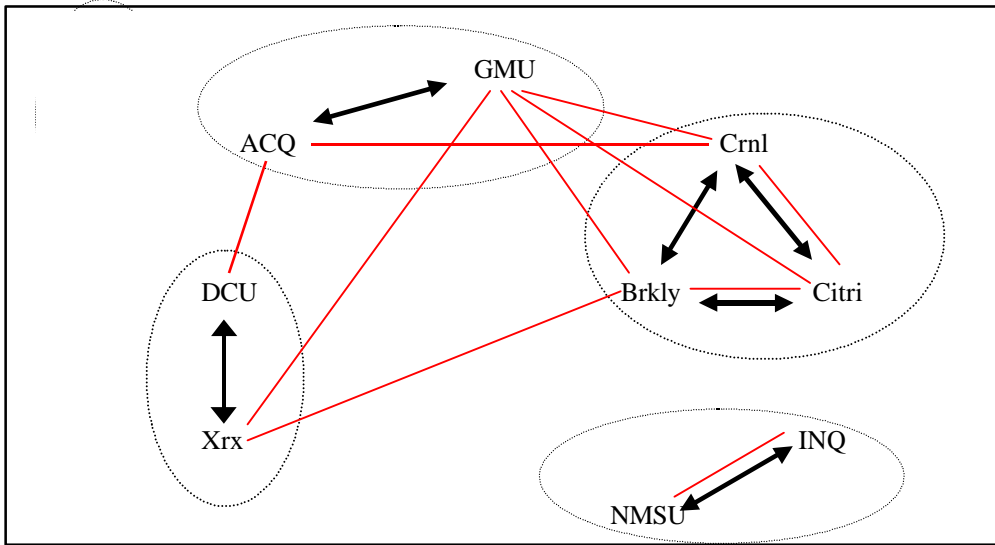 GMU
ACQ
Crnl
DCU
Brkly
Citri
Xrx
INQ
NMSU